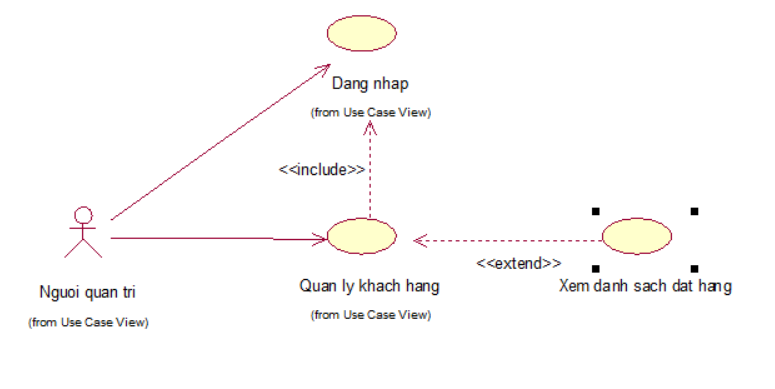 Dang nhap
(from Use Case View)
<<include>>
<<extend>>
Nguoi quan tri
(from Use Case View)
Quan ly khach hang
(from Use Case View)
Xem danh sach dat hang